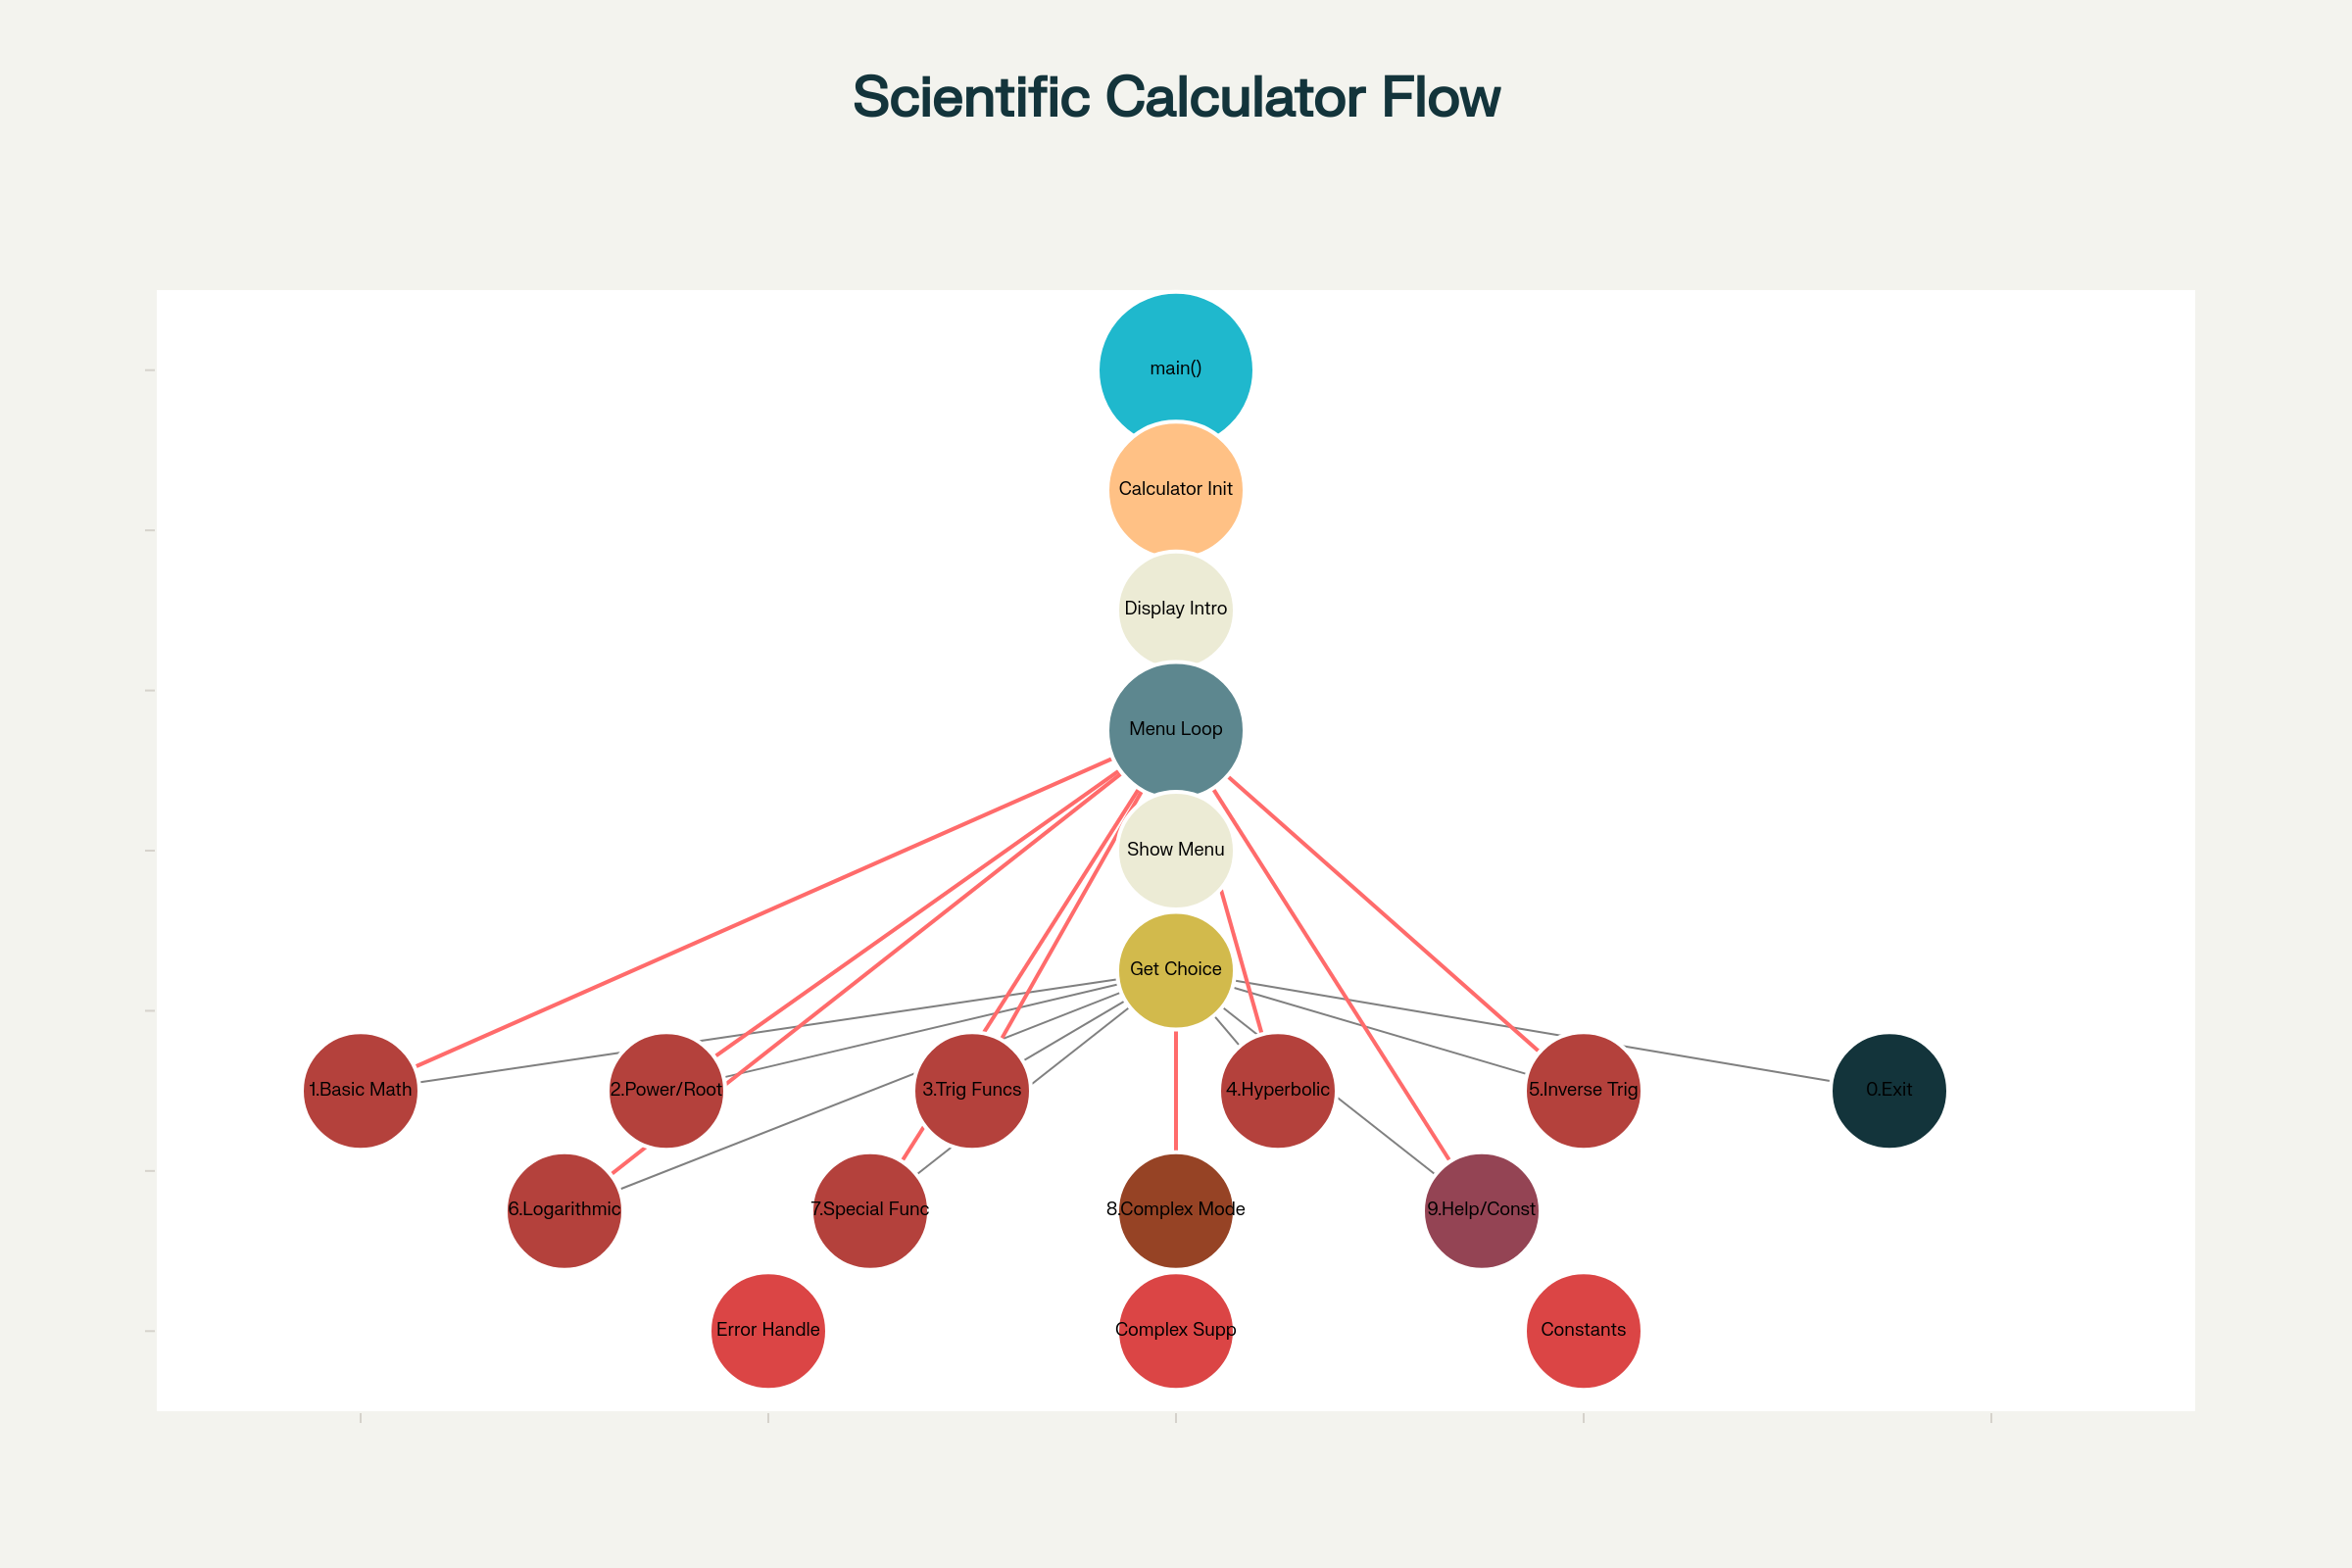 Scientific Calculator Flow
main()
Calculator Init
Display Intro
Menu Loop
Show Menu
Get Choice
1.Basic Math
2.Power/Root
3.Trig Funcs
4.Hyperbolic
5.Inverse Trig
0.Exit
6.Logarithmic
7.Special Func
8.Complex Mode
9.Help/Const
Error Handle
Complex Supp
Constants